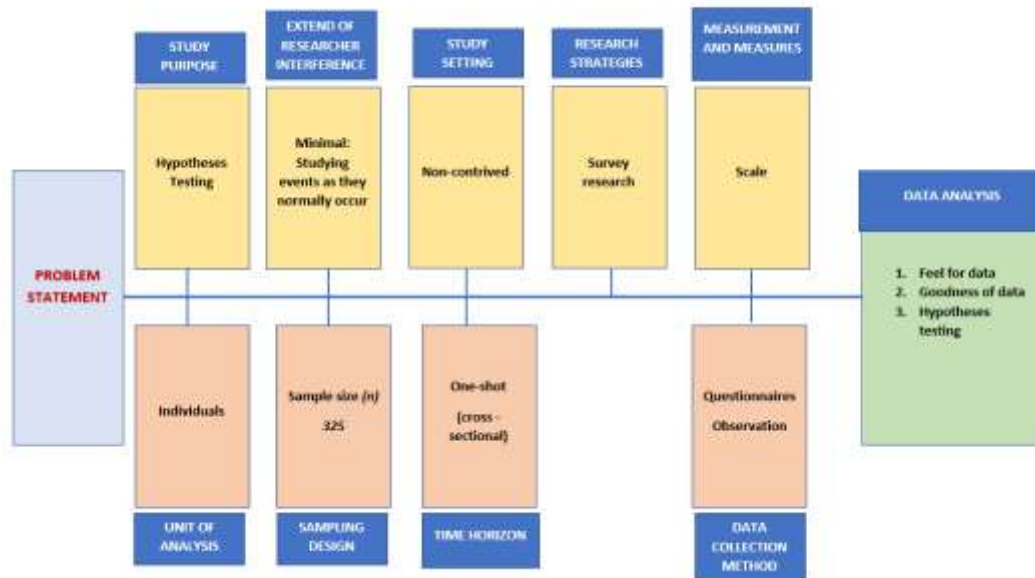 STUDY
PURPOSE
EXTEND OF
RESEARCHER
INTERFERENCE
STUDY
SETTING
RESEARCH
STRATEGIES
MEASUREMENT
AND MEASURES
Hypotheses
Testing
Minimal:
Studying
events as they
normally occur
Non-contrived
Survey
research
Scale
PROBLEM
STATEMENT
DATA ANALYSIS
1. Feel for data
2. Goodness of data
3. Hypotheses
testing
Individuals
Sample size (n)
325
One-shot
(cross -
sectional)
Questionnaires
Observation
UNIT OF
ANALYSIS
SAMPLING
DESIGN
TIME HORIZON
DATA
COLLECTION
METHOD